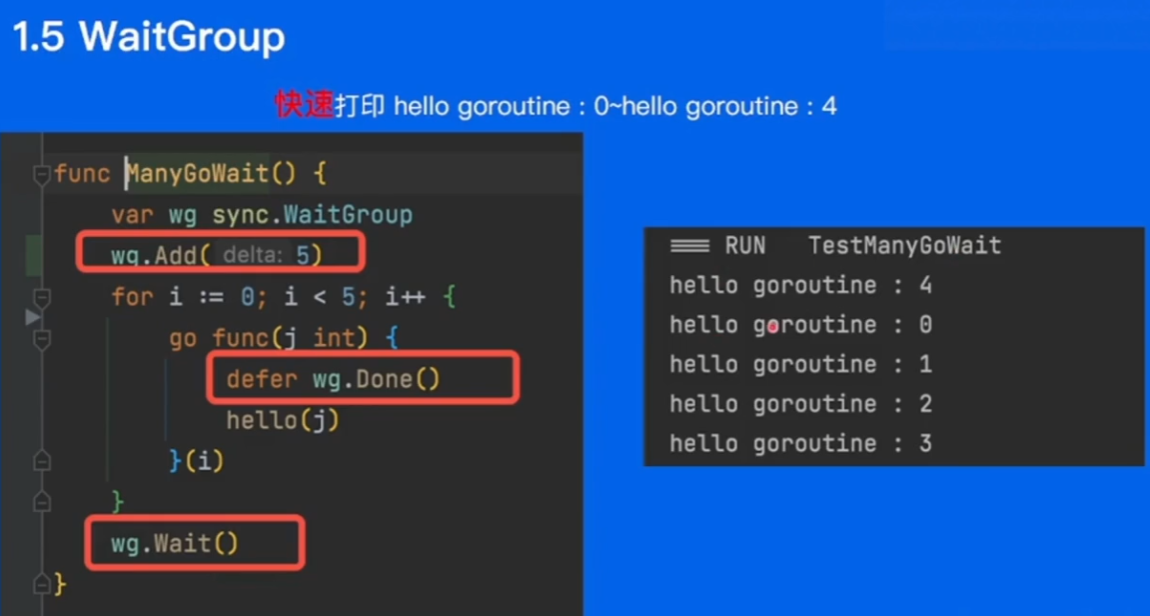 1.5 WaitGroup
快速打印 hello goroutine : 0~hello goroutine : 4
func ManyGoWait() {
var wg sync.WaitGroup
wg.Add( delta: 5)
for i := 0; i < 5; i++ {
go func(j int) {
defer wg.Done()
hello(j)
}(i)
}
wg.Wait()
}
=== RUN   TestManyGoWait
hello goroutine : 4
hello goroutine : 0
hello goroutine : 1
hello goroutine : 2
hello goroutine : 3